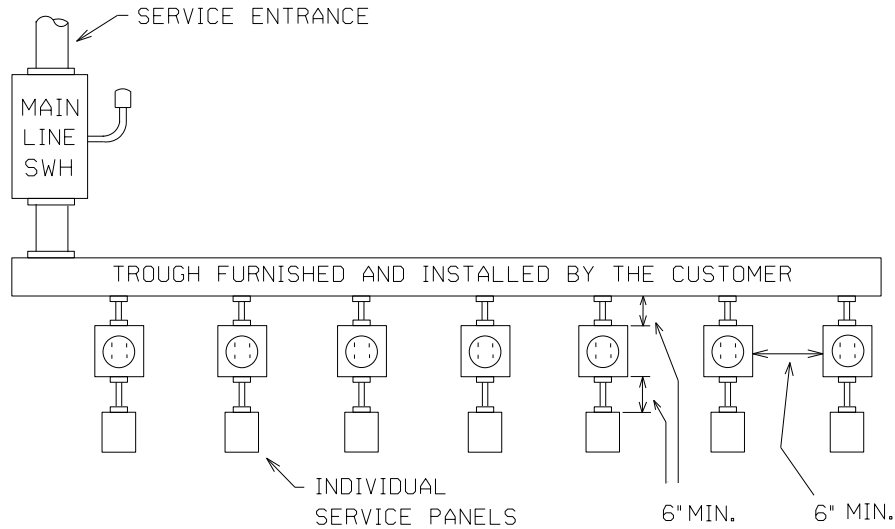 SERVICE ENTRANCE
MAIN
LINE
SWH
TROUGH FURNISHED AND INSTALLED BY THE CUSTOMER
INDIVIDUAL
SERVICE PANELS
6" MIN.
6" MIN.